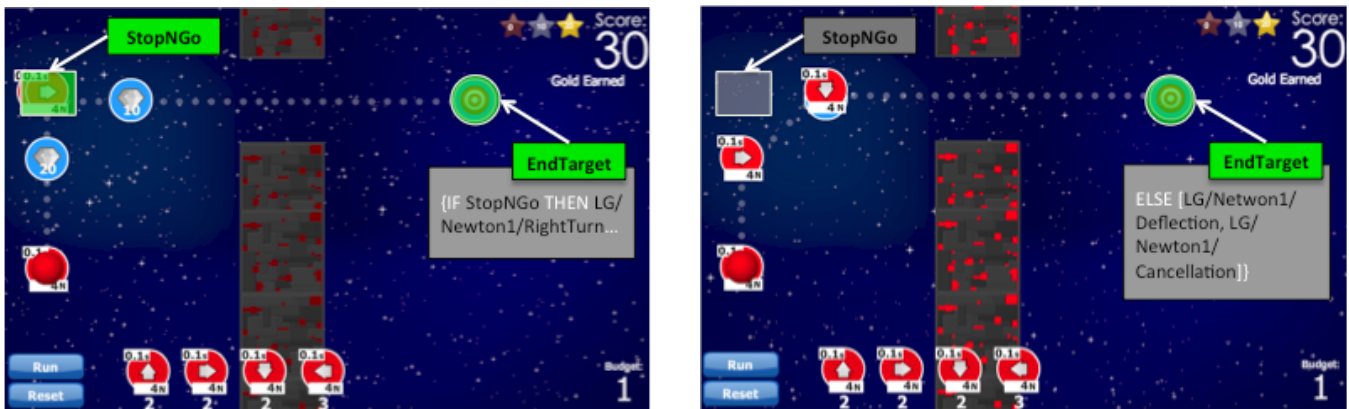 StopNGo
0
10
Score:
30
Gold Earned
0.1s
4N
10
20
EndTarget
{IF StopNGo THEN LG/
Newton1/RightTurn...
0.1s
4N
Run
Reset
0.1s
4N
2
0.1s
4N
2
0.1s
4N
2
0.1s
4N
3
Budget:
1
StopNGo
0
10
Score:
30
Gold Earned
0.1s
4N
0.1s
4N
EndTarget
ELSE [LG/Netwon1/
Deflection, LG/
Newton1/
Cancellation]}
0.1s
4N
Run
Reset
0.1s
4N
2
0.1s
4N
2
0.1s
4N
2
0.1s
4N
3
Budget:
1